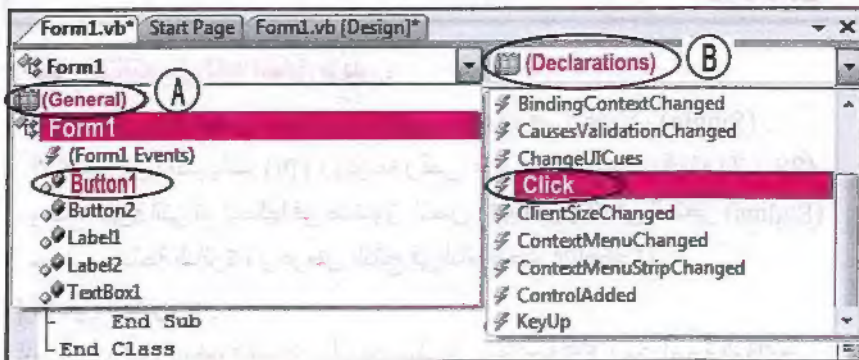 Form1.vb* Start Page Form1.vb [Design]*
Form1
(General)
A
Form1
(Form1 Events)
Button1
Button2
Label1
Label2
TextBox1
End Sub
End Class
(Declarations)
B
BindingContextChanged
CausesValidationChanged
ChangeUICues
Click
ClientSizeChanged
ContextMenuChanged
ContextMenuStripChanged
ControlAdded
KeyUp